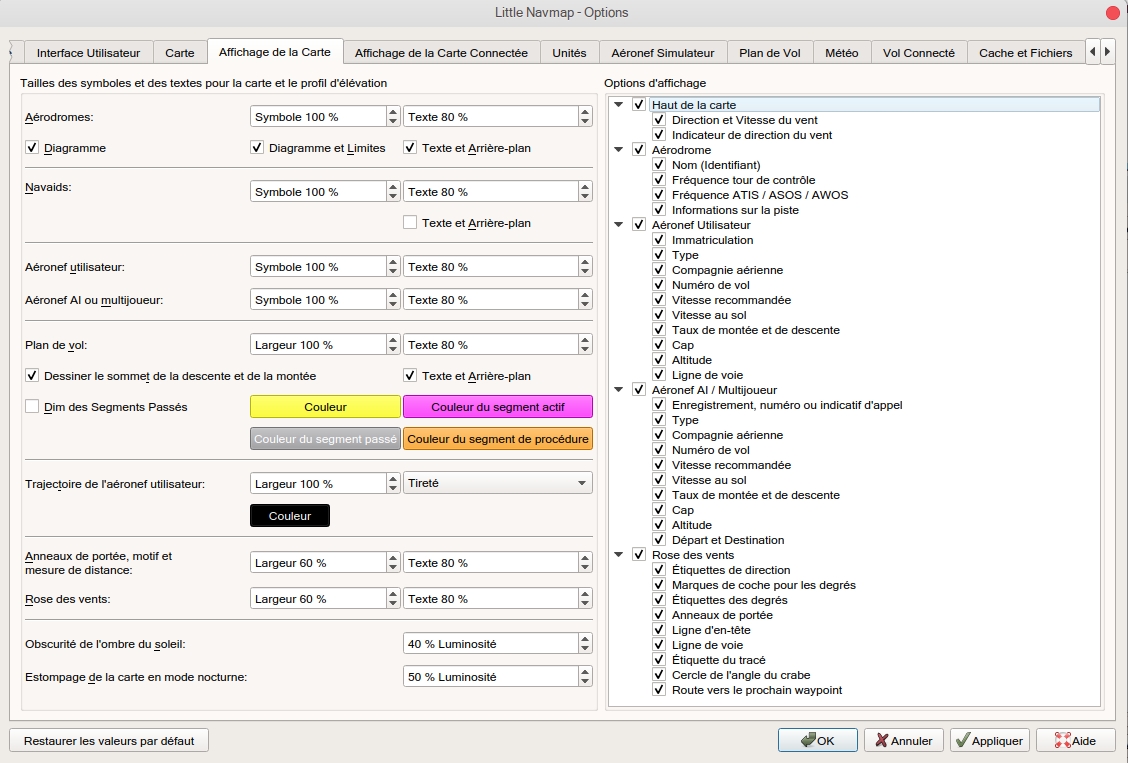 Little Navmap - Options
Interface Utilisateur
Carte
Affichage de la Carte
Affichage de la Carte Connectée
Unités
Aéronef Simulateur
Plan de Vol
Météo
Vol Connecté
Cache et Fichiers
Tailles des symboles et des textes pour la carte et le profil d'élévation
Aérodromes:
Symbole 100 %
Texte 80 %
Diagramme
Diagramme et Limites
Texte et Arrière-plan
Navaids:
Symbole 100 %
Texte 80 %
Texte et Arrière-plan
Aéronef utilisateur:
Symbole 100 %
Texte 80 %
Aéronef AI ou multijoueur:
Symbole 100 %
Texte 80 %
Plan de vol:
Largeur 100 %
Texte 80 %
Dessiner le sommet de la descente et de la montée
Texte et Arrière-plan
Dim des Segments Passés
Couleur
Couleur du segment actif
Couleur du segment passé
Couleur du segment de procédure
Trajectoire de l'aéronef utilisateur:
Largeur 100 %
Tireté
Couleur
Anneaux de portée, motif et
mesure de distance:
Largeur 60 %
Texte 80 %
Rose des vents:
Largeur 60 %
Texte 80 %
Obscurité de l'ombre du soleil:
40 % Luminosité
Estompage de la carte en mode nocturne:
50 % Luminosité
Options d'affichage
Haut de la carte
Direction et Vitesse du vent
Indicateur de direction du vent
Aérodrome
Nom (Identifiant)
Fréquence tour de contrôle
Fréquence ATIS / ASOS / AWOS
Informations sur la piste
Aéronef Utilisateur
Immatriculation
Type
Compagnie aérienne
Numéro de vol
Vitesse recommandée
Vitesse au sol
Taux de montée et de descente
Cap
Altitude
Ligne de voie
Aéronef AI / Multijoueur
Enregistrement, numéro ou indicatif d'appel
Type
Compagnie aérienne
Numéro de vol
Vitesse recommandée
Vitesse au sol
Taux de montée et de descente
Cap
Altitude
Départ et Destination
Rose des vents
Étiquettes de direction
Marques de coche pour les degrés
Étiquettes des degrés
Anneaux de portée
Ligne d'en-tête
Ligne de voie
Étiquette du tracé
Cercle de l'angle du crabe
Route vers le prochain waypoint
Restaurer les valeurs par défaut
OK
Annuler
Appliquer
Aide